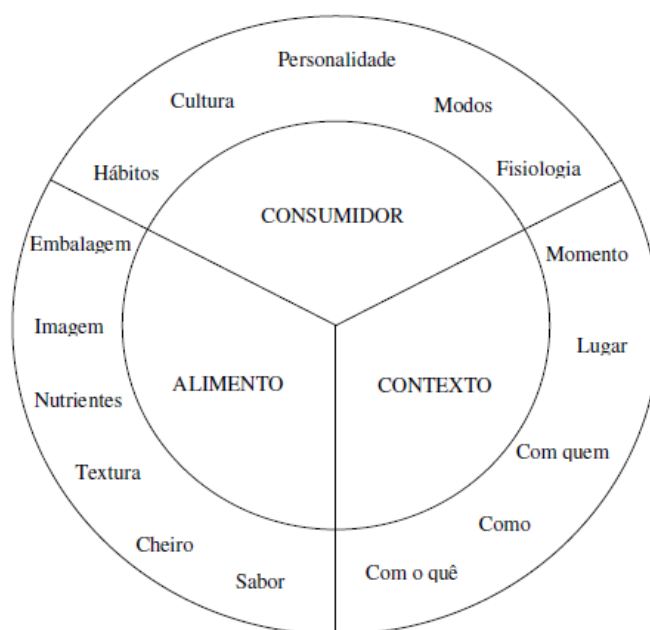 Personalidade
Cultura
Modos
Hábitos
Fisiologia
CONSUMIDOR
Embalagem
Momento
Imagem
Lugar
ALIMENTO
CONTEXTO
Nutrientes
Com quem
Textura
Como
Cheiro
Com o quê
Sabor